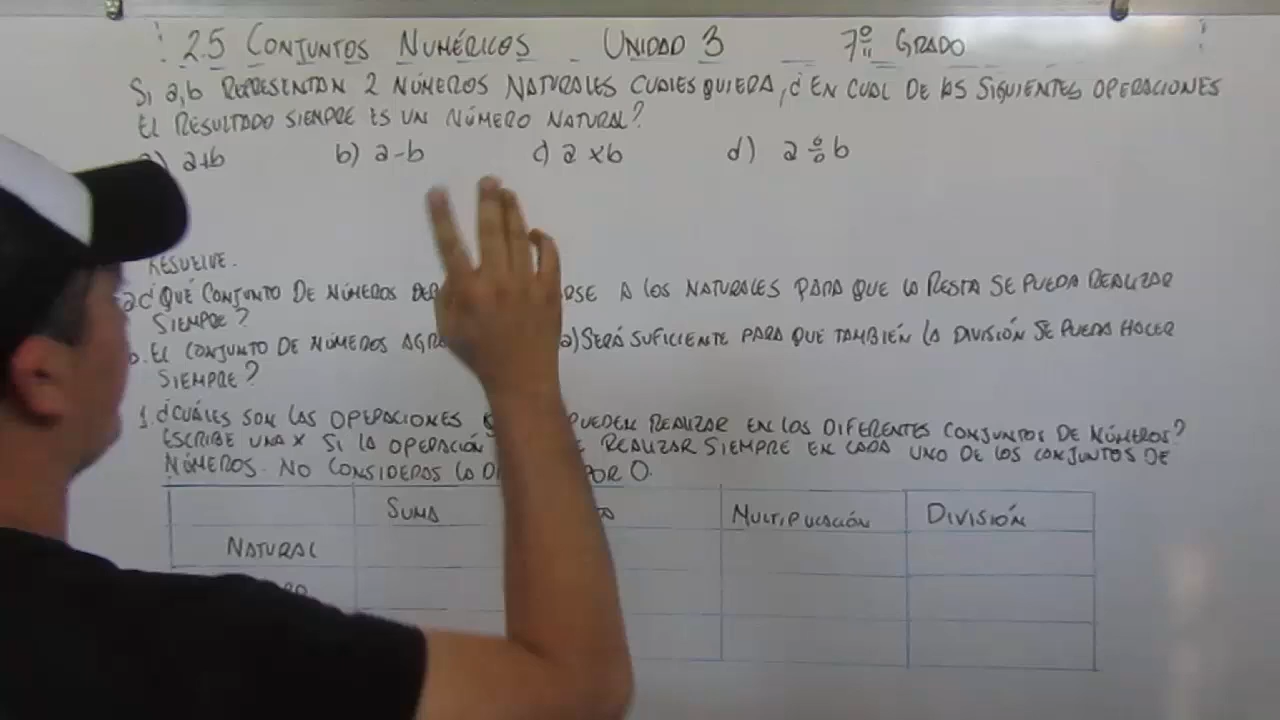 2.5 CONJUNTOS NUMÉRICOS UNIDAD 3 7º GRADO
Si a,b REPRESENTAN 2 NÚMEROS NATURALES CUALESQUIERA, ¿EN CUAL DE LOS SIGUIENTES OPERACIONES
EL RESULTADO SIEMPRE ES UN NÚMERO NATURAL?
a) a+b b) a-b c) a×b d) a÷b
RESUELVE.
a. ¿QUÉ CONJUNTO DE NÚMEROS A LOS NATURALES PARA QUE LA RESTA SE PUEDA REALIZAR
SIEMPRE?
b. EL CONJUNTO DE NÚMEROS a) SERÁ SUFICIENTE PARA QUE TAMBIÉN LA DIVISIÓN SE PUEDA HACER
SIEMPRE?
1. ¿CUÁLES SON LAS OPERACIONES PUEDEN REALIZAR EN LOS DIFERENTES CONJUNTOS DE NÚMEROS?
ESCRIBE UNA X SI LA OPERACIÓN REALIZAR SIEMPRE EN CADA UNO DE LOS CONJUNTOS DE
NÚMEROS. NO CONSIDERES LA POR 0.
SUMA MULTIPLICACIÓN DIVISIÓN
NATURAL